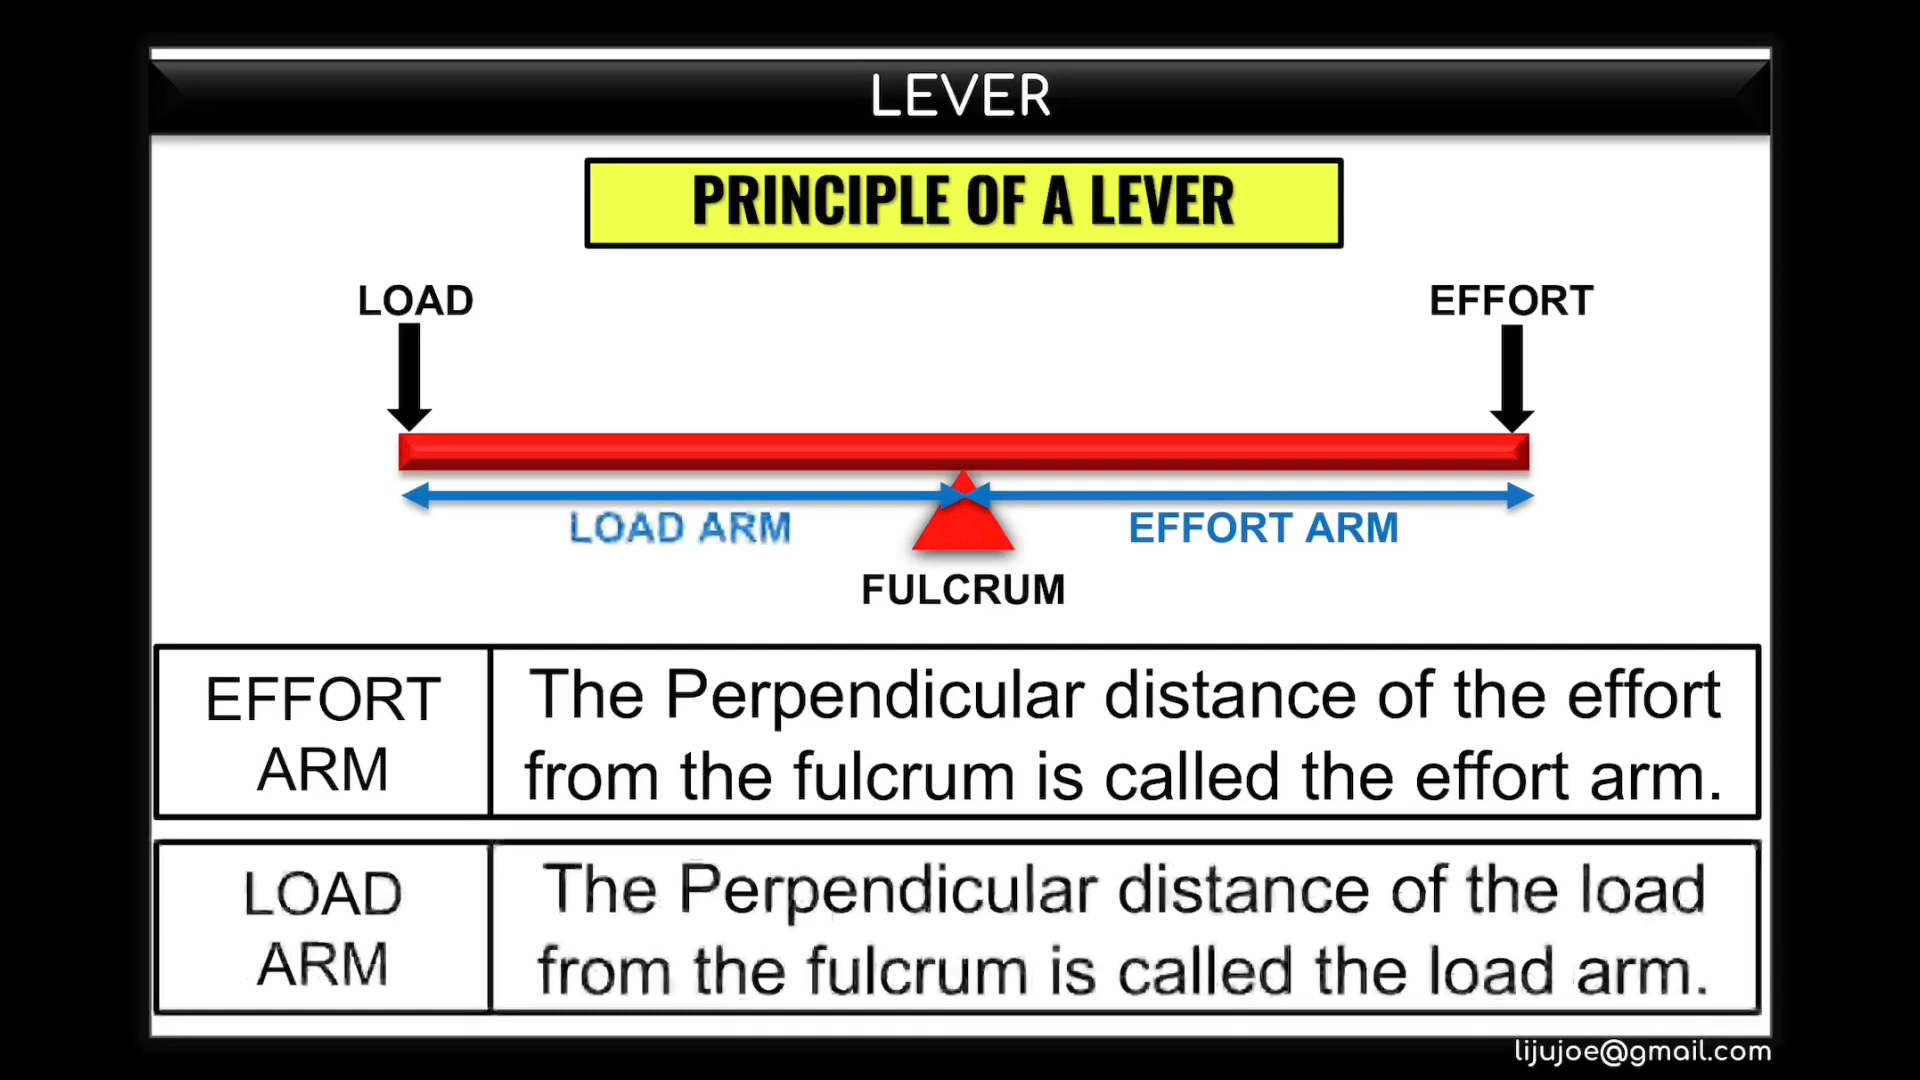 LEVER
PRINCIPLE OF A LEVER
LOAD
EFFORT
LOAD ARM
EFFORT ARM
FULCRUM
EFFORT
ARM
The Perpendicular distance of the effort
from the fulcrum is called the effort arm.
LOAD
ARM
The Perpendicular distance of the load
from the fulcrum is called the load arm.
lijujoe@gmail.com